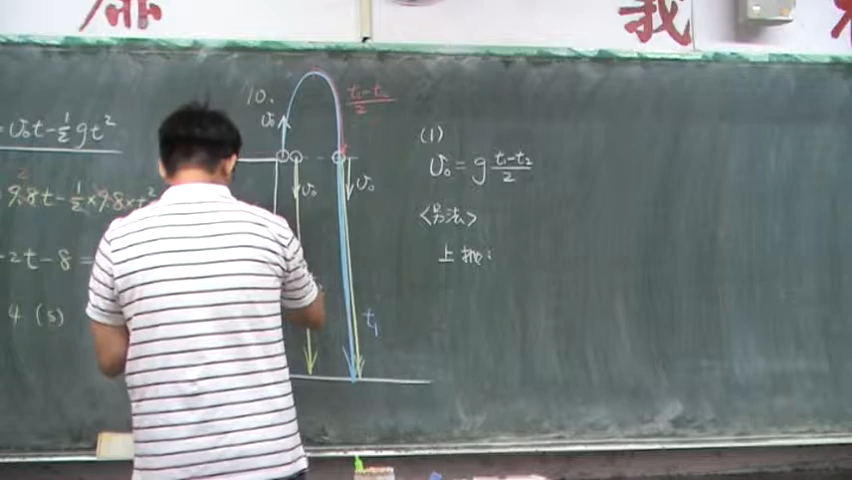 我
= v₀t - ½gt²
9.8t - ½×9.8×t²
-2t-8=
4 (s)
10.
v₀
t₁-t₂/2
v₀
v₀
t₁
(1)
v₀ = g t₁-t₂/2
<另法>
上拋: